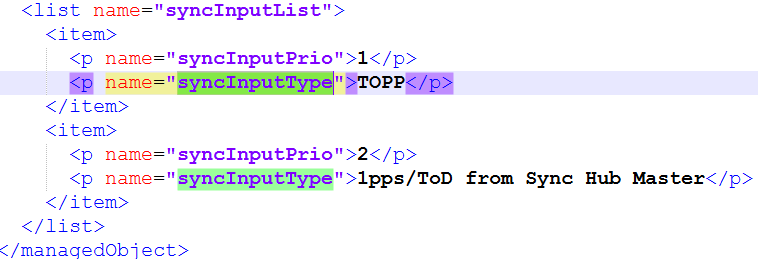 <list name="syncInputList">
<item>
<p name="syncInputPrio">1</p>
<p name="syncInputType">TOPP</p>
</item>
<item>
<p name="syncInputPrio">2</p>
<p name="syncInputType">1pps/ToD from Sync Hub Master</p>
</item>
</list>
</managedObject>